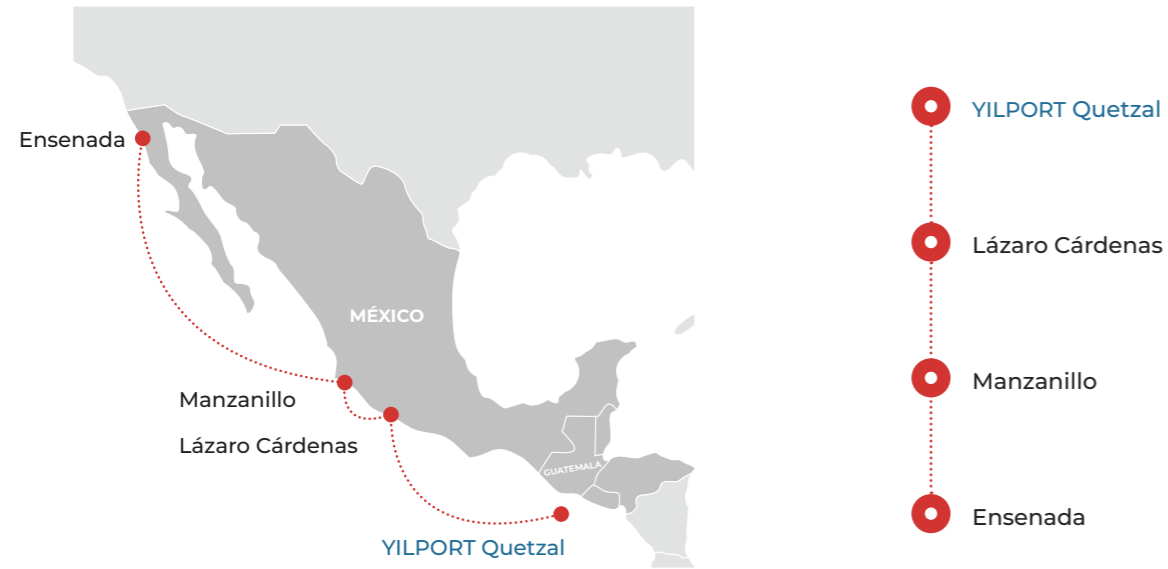 Ensenada
MÉXICO
Manzanillo
Lázaro Cárdenas
GUATEMALA
YILPORT Quetzal
YILPORT Quetzal
Lázaro Cárdenas
Manzanillo
Ensenada